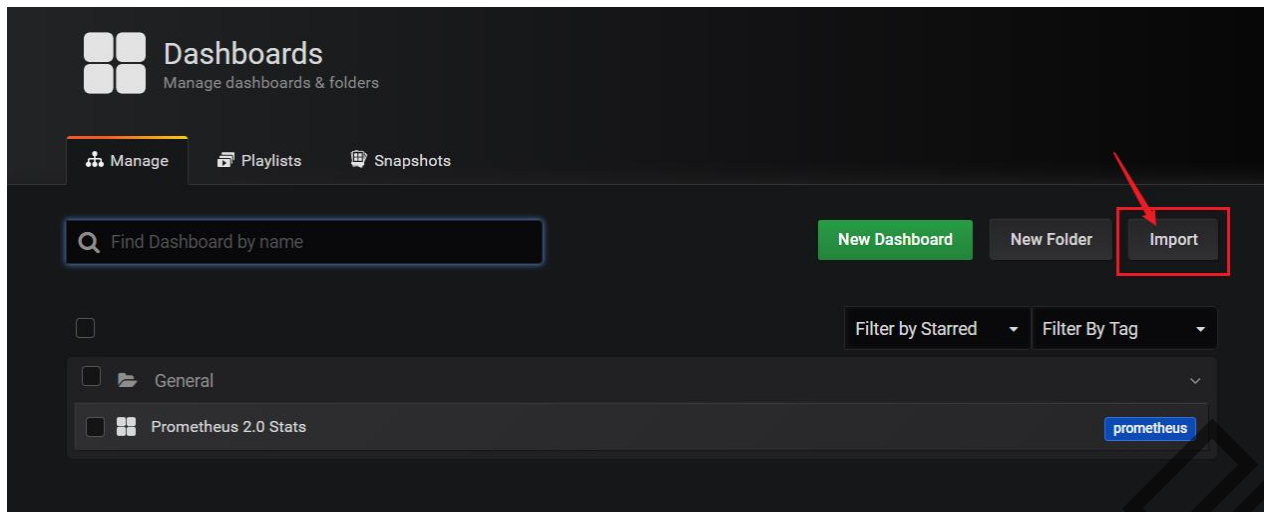 Dashboards
Manage dashboards & folders
Manage Playlists Snapshots
Find Dashboard by name New Dashboard New Folder Import
Filter by Starred Filter By Tag
General
Prometheus 2.0 Stats prometheus